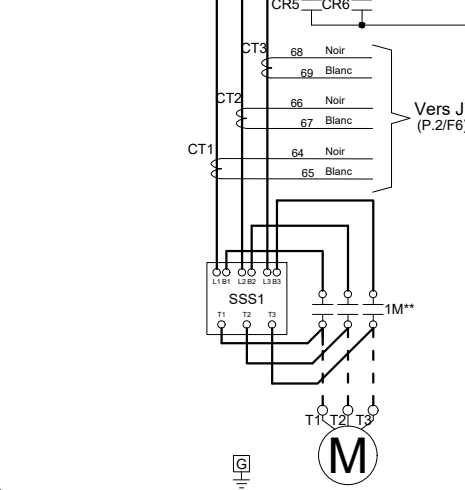 CR5 CR6
CT3 68 Noir
69 Blanc
CT2 66 Noir
67 Blanc
Vers J
(P.2/F6)
CT1 64 Noir
65 Blanc
L1 B1 L2 B2 L3 B3
SSS1
1M**
T1 T2 T3
T1 T2 T3
M
G